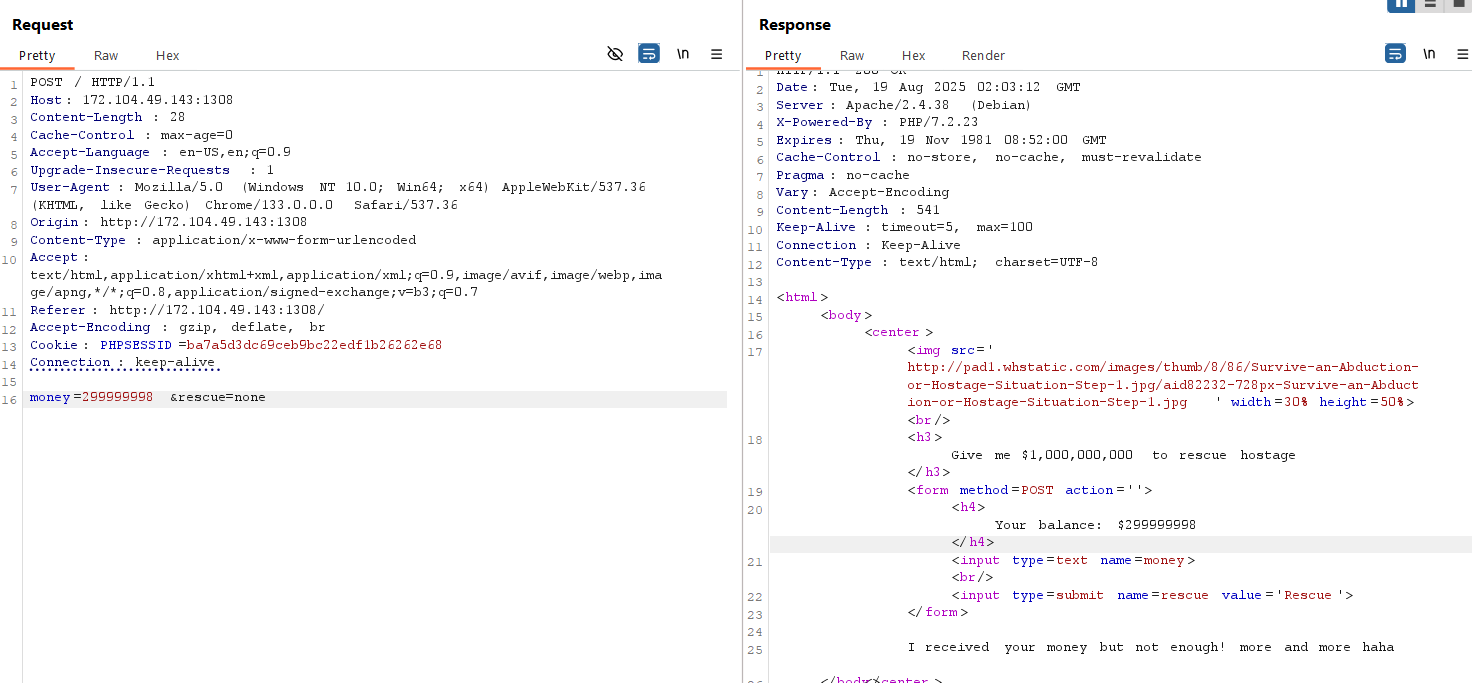 Request
Pretty Raw Hex
\n
1 POST / HTTP/1.1
2 Host: 172.104.49.143:1308
3 Content-Length : 28
4 Cache-Control : max-age=0
5 Accept-Language : en-US,en;q=0.9
6 Upgrade-Insecure-Requests : 1
7 User-Agent : Mozilla/5.0 (Windows NT 10.0; Win64; x64) AppleWebKit/537.36
(KHTML, like Gecko) Chrome/133.0.0.0 Safari/537.36
8 Origin : http://172.104.49.143:1308
9 Content-Type : application/x-www-form-urlencoded
10 Accept :
text/html,application/xhtml+xml,application/xml;q=0.9,image/avif,image/webp,ima
ge/apng,*/*;q=0.8,application/signed-exchange;v=b3;q=0.7
11 Referer : http://172.104.49.143:1308/
12 Accept-Encoding : gzip, deflate, br
13 Cookie : PHPSESSID =ba7a5d3dc69ceb9bc22edf1b26262e68
14 Connection : keep-alive
15
16 money=299999998 &rescue=none
Response
Pretty Raw Hex Render
\n
1 HTTP/1.1 200 OK
2 Date: Tue, 19 Aug 2025 02:03:12 GMT
3 Server : Apache/2.4.38 (Debian)
4 X-Powered-By : PHP/7.2.23
5 Expires : Thu, 19 Nov 1981 08:52:00 GMT
6 Cache-Control : no-store, no-cache, must-revalidate
7 Pragma : no-cache
8 Vary : Accept-Encoding
9 Content-Length : 541
10 Keep-Alive : timeout=5, max=100
11 Connection : Keep-Alive
12 Content-Type : text/html; charset=UTF-8
13
14 <html>
15 <body>
16 <center >
17 <img src='
http://pad1.whstatic.com/images/thumb/8/86/Survive-an-Abduction-
or-Hostage-Situation-Step-1.jpg/aid82232-728px-Survive-an-Abduct
ion-or-Hostage-Situation-Step-1.jpg ' width=30% height=50%>
<br/>
18 <h3>
Give me $1,000,000,000 to rescue hostage
</h3>
19 <form method=POST action=''>
20 <h4>
Your balance: $299999998
</h4>
21 <input type=text name=money>
<br/>
22 <input type=submit name=rescue value='Rescue '>
23 </form>
24
25 I received your money but not enough! more and more haha
26 </body></center >